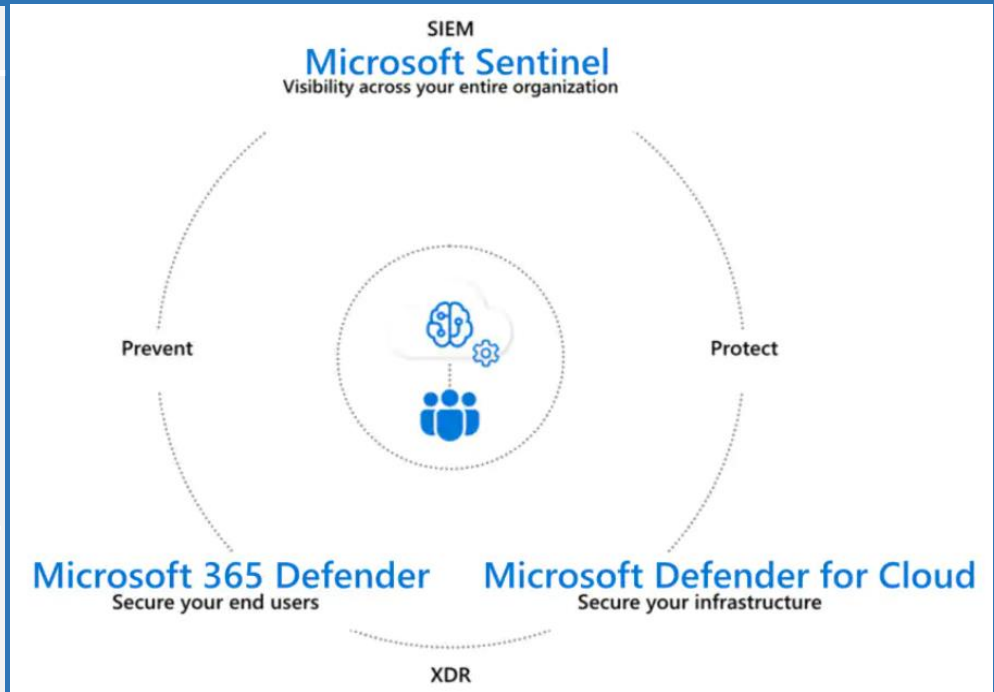 SIEM
Microsoft Sentinel
Visibility across your entire organization
Prevent
Protect
Microsoft 365 Defender
Secure your end users
Microsoft Defender for Cloud
Secure your infrastructure
XDR